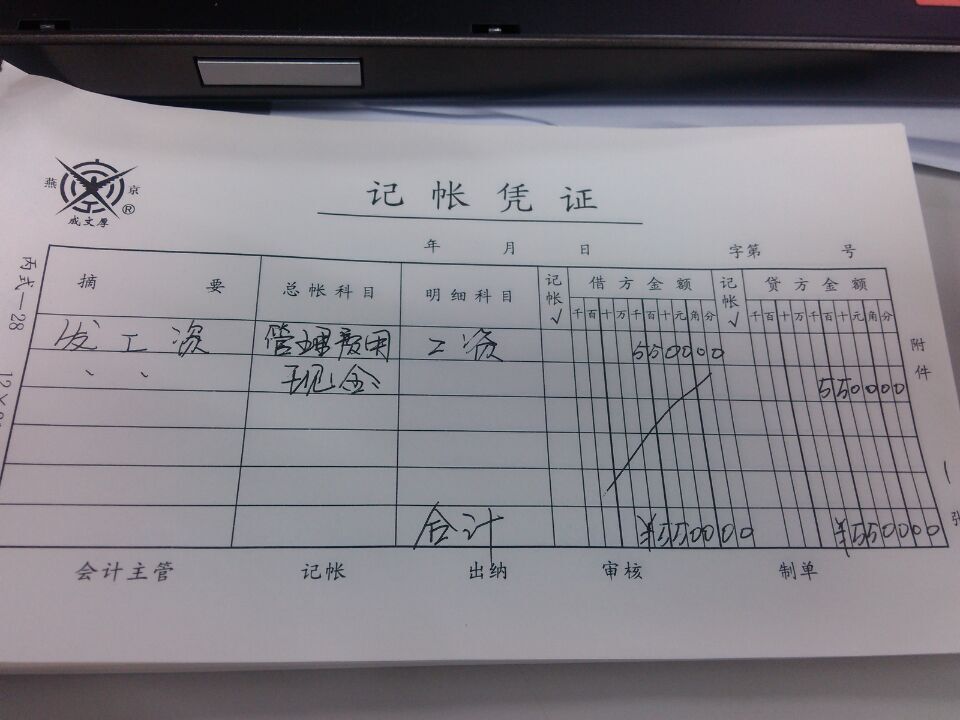 燕 京
®
成文厚
记帐凭证
年 月 日 字第 号
丙式—28
摘要 总帐科目 明细科目 记帐√ 借方金额 记帐√ 贷方金额
千百十万千百十元角分 千百十万千百十元角分
发工资 管理费用 工资 550000
、、 现金 550000
合计 ¥550000 ¥550000
附件
张
会计主管 记帐 出纳 审核 制单